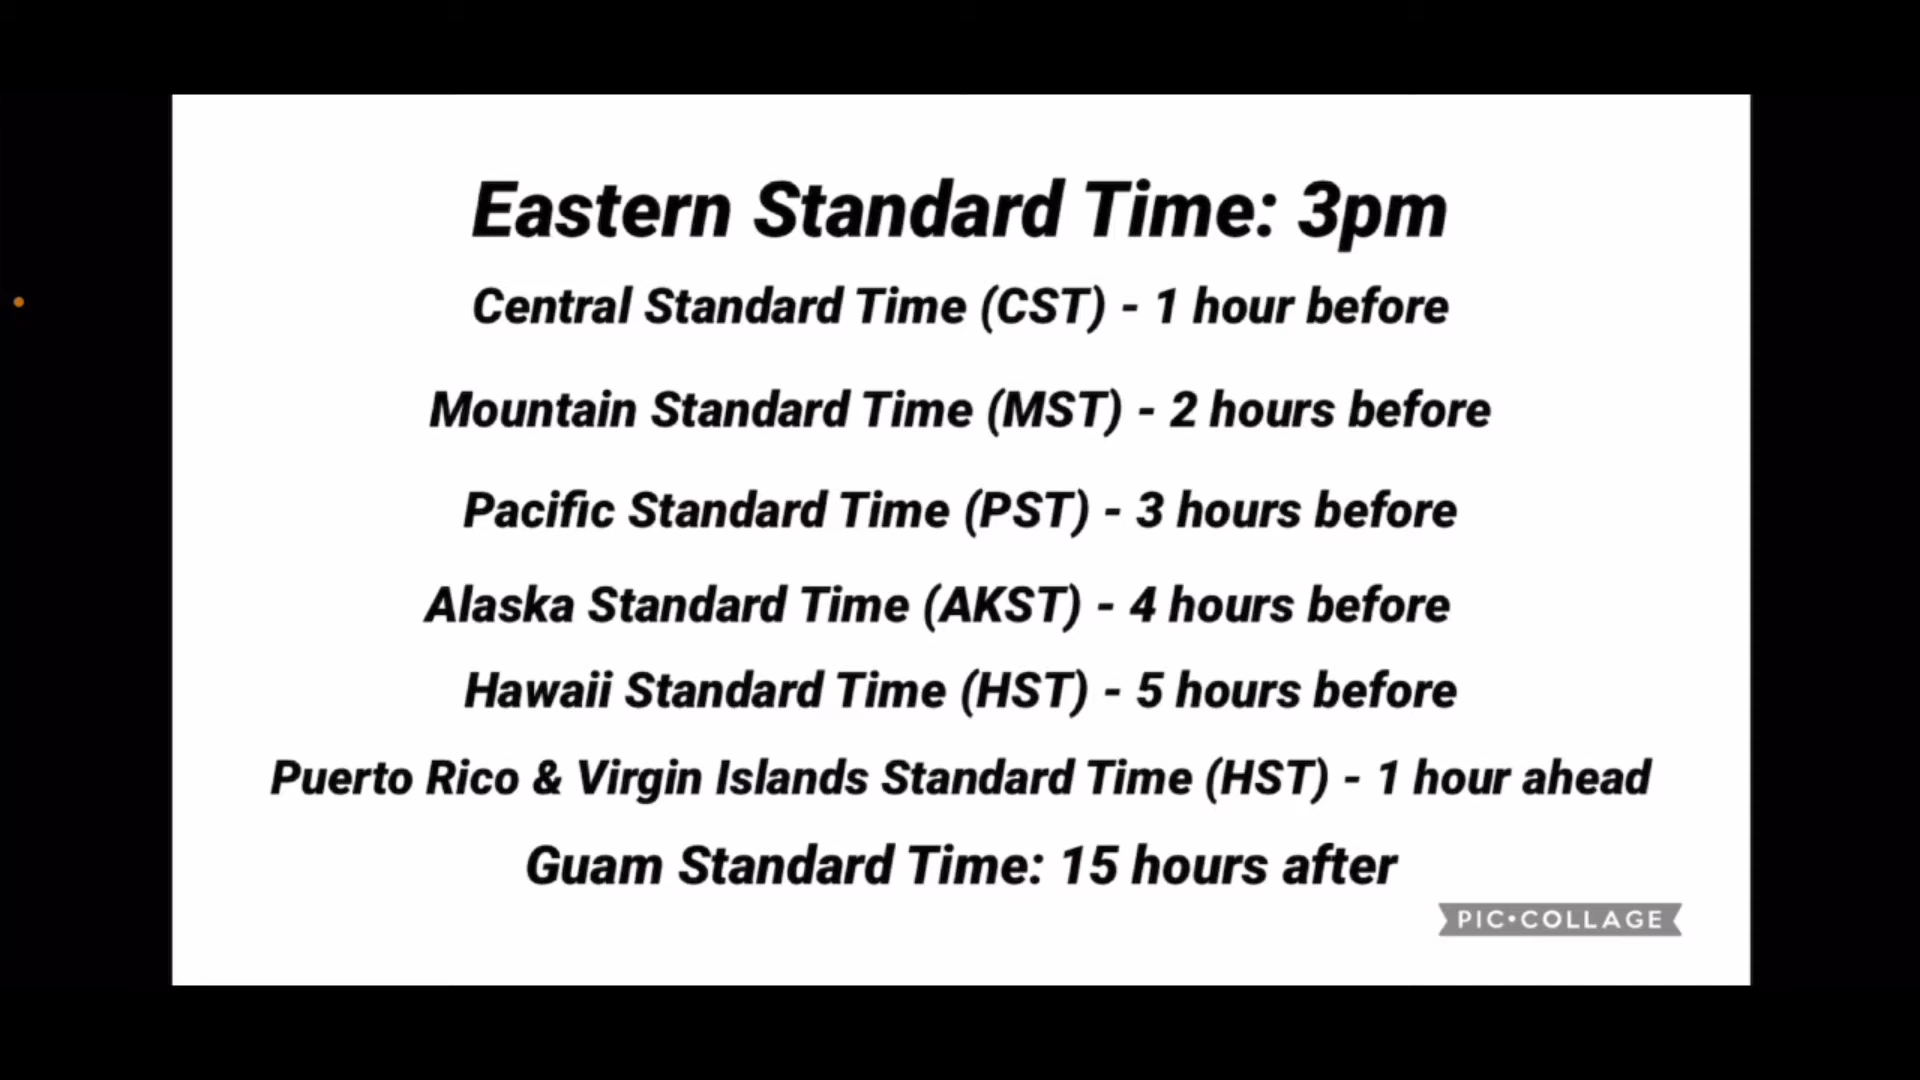 Eastern Standard Time: 3pm
Central Standard Time (CST) - 1 hour before
Mountain Standard Time (MST) - 2 hours before
Pacific Standard Time (PST) - 3 hours before
Alaska Standard Time (AKST) - 4 hours before
Hawaii Standard Time (HST) - 5 hours before
Puerto Rico & Virgin Islands Standard Time (HST) - 1 hour ahead
Guam Standard Time: 15 hours after
PIC•COLLAGE